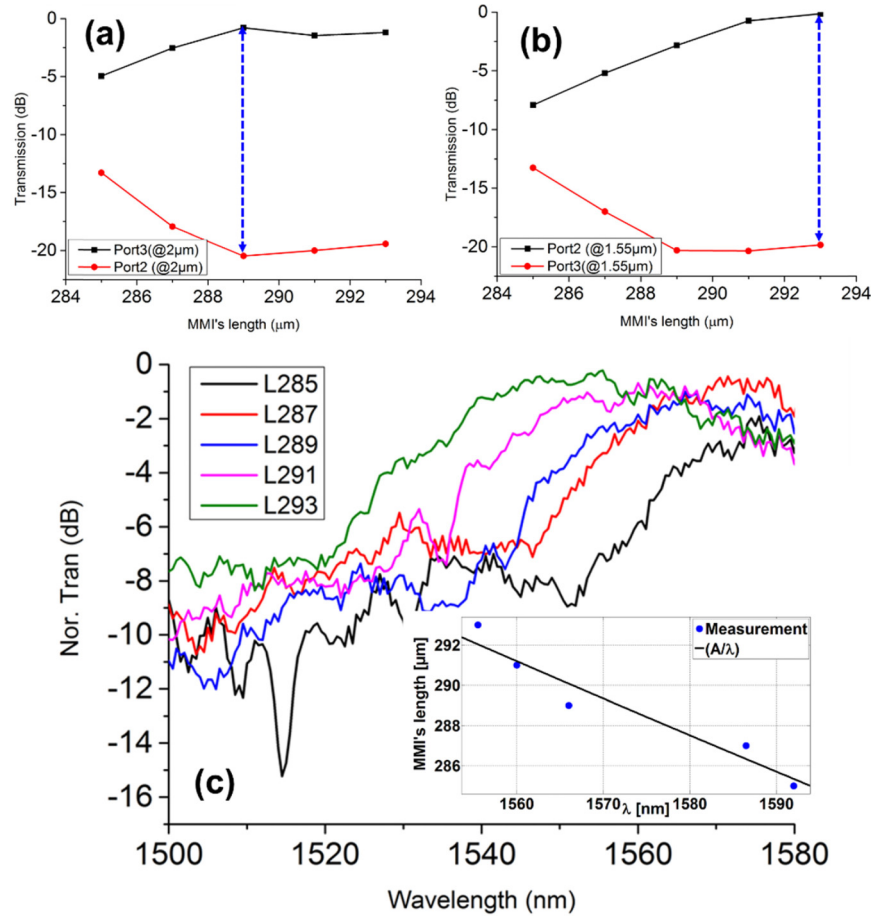 (a)
Transmission (dB)
0
-5
-10
-15
-20
Port3(@2µm)
Port2 (@2µm)
284 286 288 290 292 294
MMI's length (µm)
(b)
Transmission (dB)
0
-5
-10
-15
-20
Port2 (@1.55µm)
Port3(@1.55µm)
284 286 288 290 292 294
MMI's length (µm)
(c)
Nor. Tran (dB)
0
-2
-4
-6
-8
-10
-12
-14
-16
L285
L287
L289
L291
L293
1500 1520 1540 1560 1580
Wavelength (nm)
MMI's length [µm]
292
290
288
286
Measurement
(A/λ)
1560 1570 1580 1590
λ [nm]